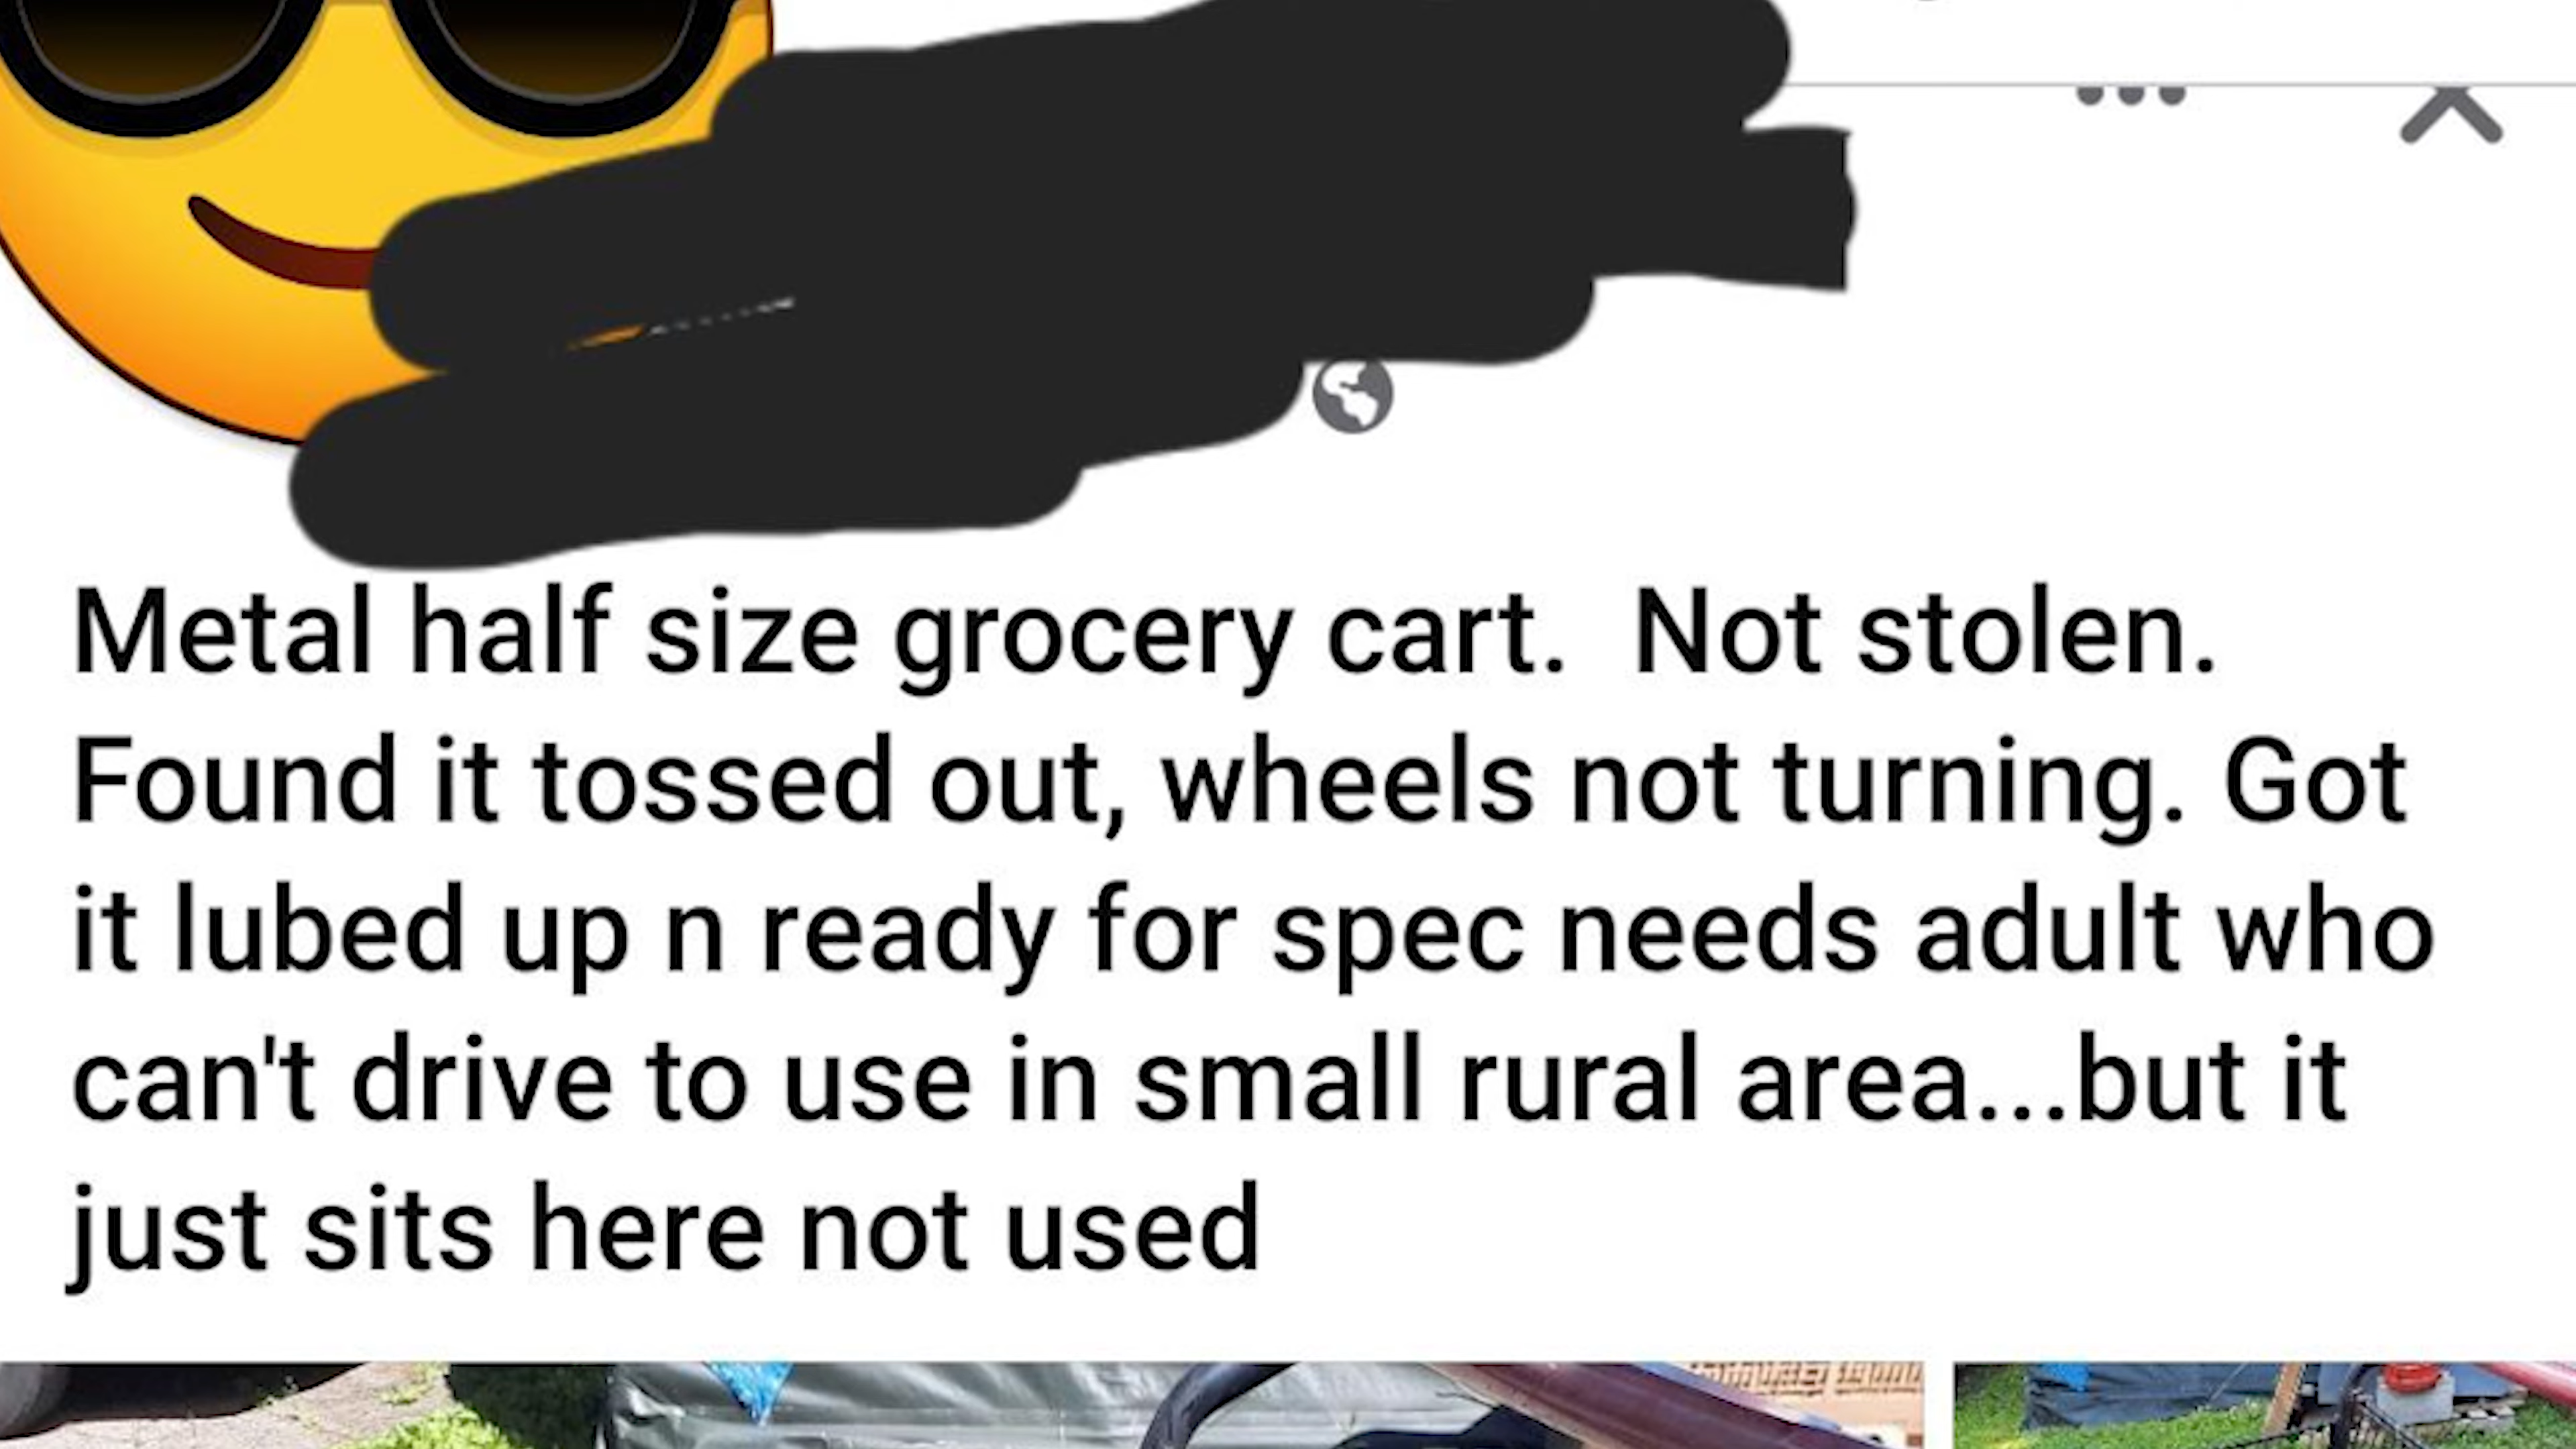 Metal half size grocery cart.  Not stolen.
Found it tossed out, wheels not turning. Got
it lubed up n ready for spec needs adult who
can't drive to use in small rural area...but it
just sits here not used